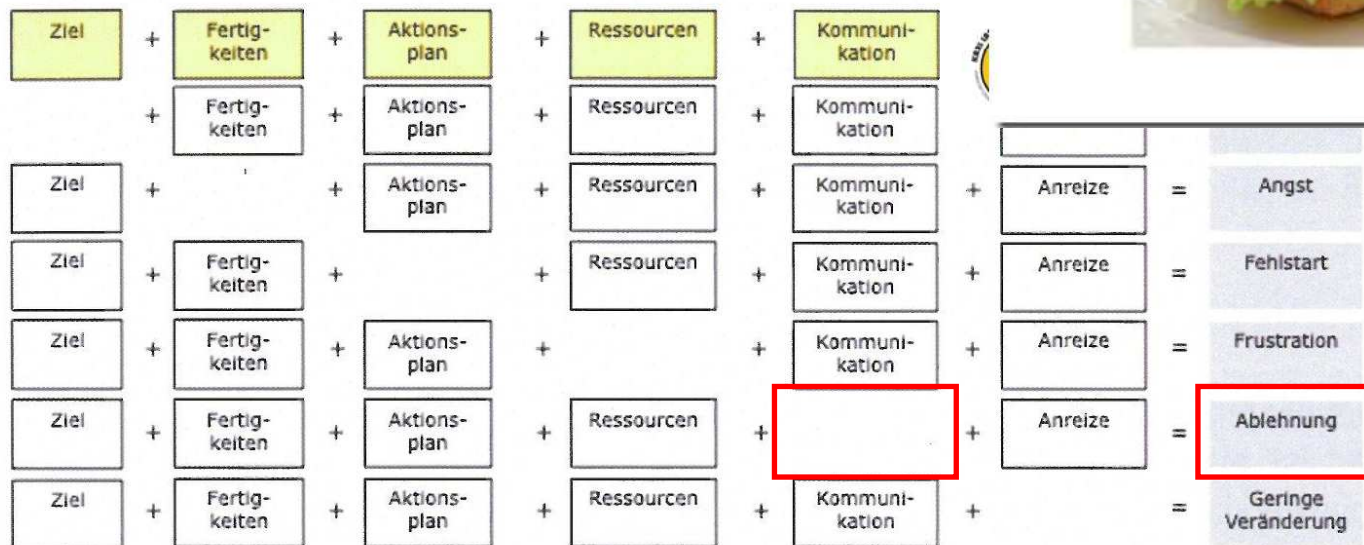 Ziel + Fertig-keiten + Aktions-plan + Ressourcen + Kommuni-kation
+ Fertig-keiten + Aktions-plan + Ressourcen + Kommuni-kation
Ziel + + Aktions-plan + Ressourcen + Kommuni-kation + Anreize = Angst
Ziel + Fertig-keiten + + Ressourcen + Kommuni-kation + Anreize = Fehlstart
Ziel + Fertig-keiten + Aktions-plan + + Kommuni-kation + Anreize = Frustration
Ziel + Fertig-keiten + Aktions-plan + Ressourcen + + Anreize = Ablehnung
Ziel + Fertig-keiten + Aktions-plan + Ressourcen + Kommuni-kation + = Geringe Veränderung